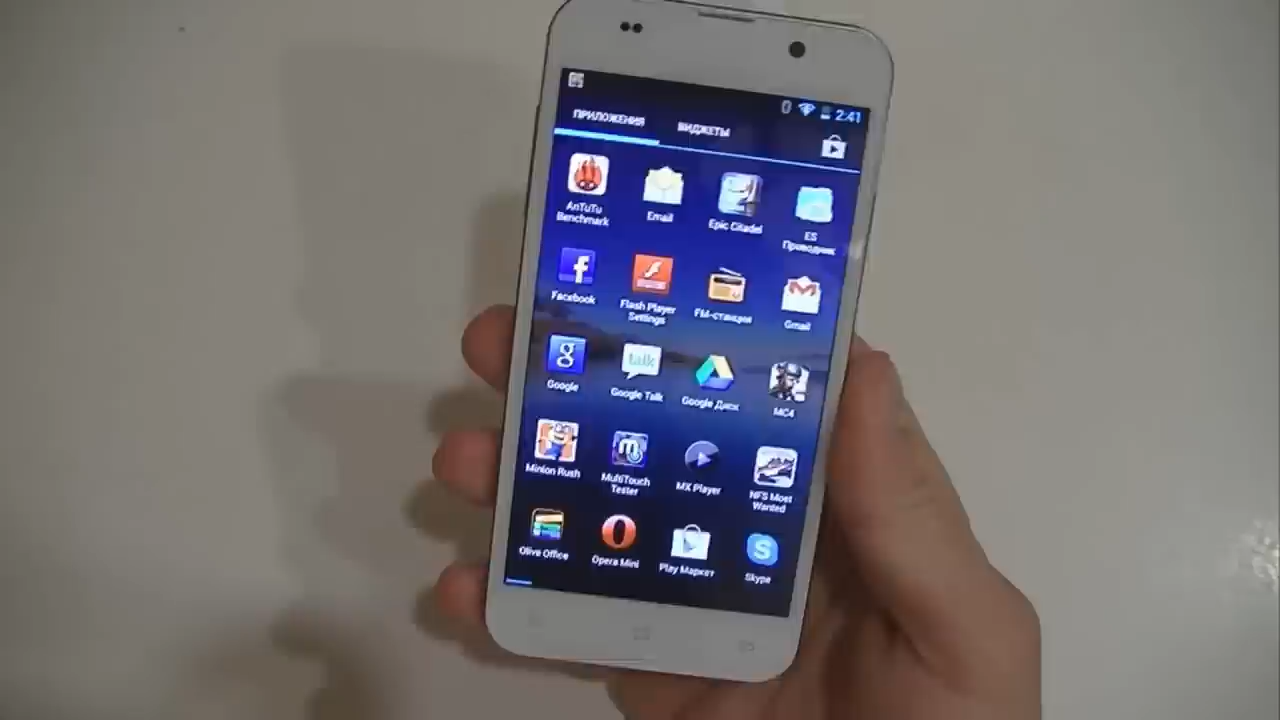 2:41
ПРИЛОЖЕНИЯ ВИДЖЕТЫ
AnTuTu
Benchmark
Email
Epic Citadel
ES
Проводник
Facebook
Flash Player
Settings
FM-станция
Gmail
g
Google
talk
Google Talk
Google Диск
MC4
Minion Rush
m
MultiTouch
Tester
MX Player
NFS Most
Wanted
Olive Office
Opera Mini
Play Маркет
S
Skype